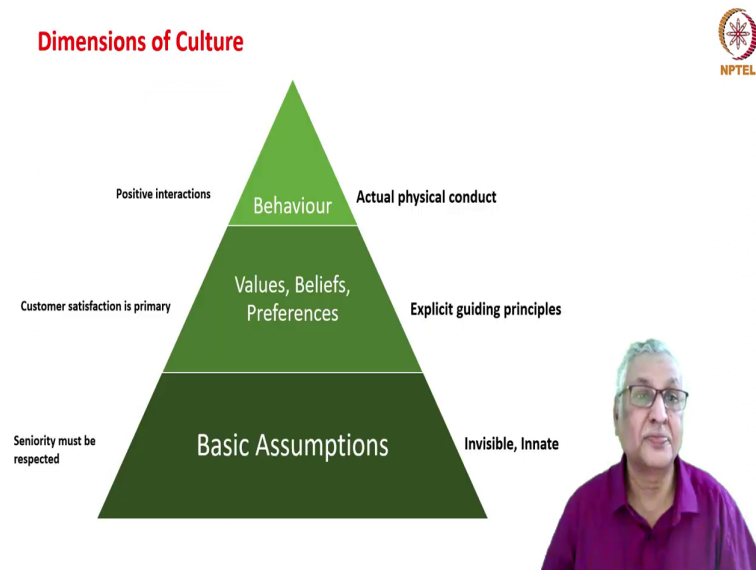 Dimensions of Culture
NPTEL
Positive interactions
Behaviour
Actual physical conduct
Values, Beliefs,
Preferences
Customer satisfaction is primary
Explicit guiding principles
Seniority must be
respected
Basic Assumptions
Invisible, Innate